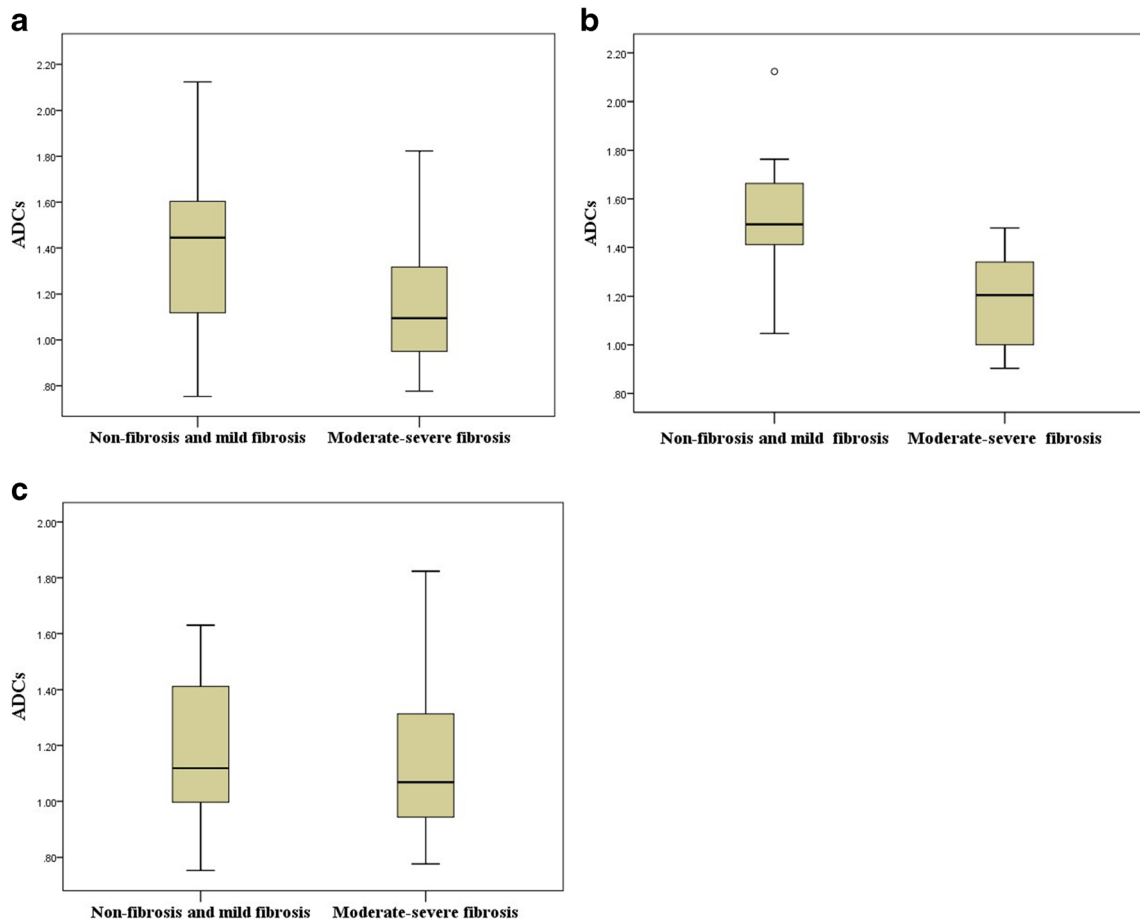 a
2.20
2.00
1.80
1.60
1.40
1.20
1.00
.80
ADCs
Non-fibrosis and mild fibrosis Moderate-severe fibrosis
b
2.20
2.00
1.80
1.60
1.40
1.20
1.00
.80
ADCs
Non-fibrosis and mild fibrosis Moderate-severe fibrosis
c
2.00
1.80
1.60
1.40
1.20
1.00
.80
ADCs
Non-fibrosis and mild fibrosis Moderate-severe fibrosis